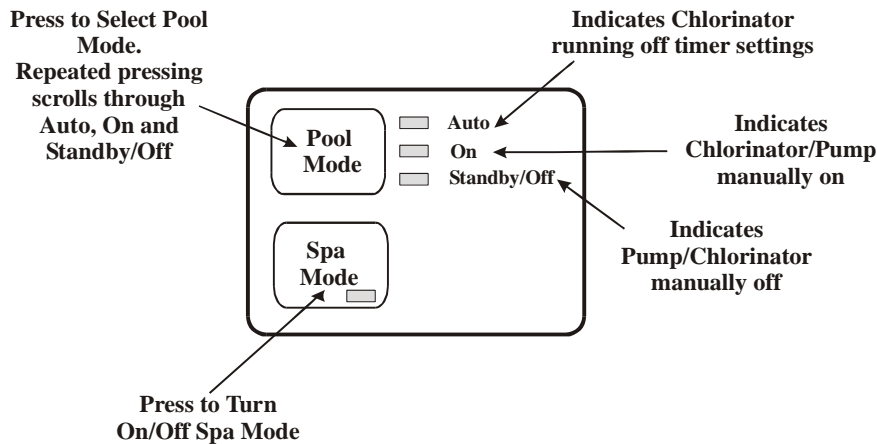 Press to Select Pool
Mode.
Repeated pressing
scrolls through
Auto, On and
Standby/Off
Indicates Chlorinator
running off timer settings
Pool
Mode
Auto
On
Standby/Off
Indicates
Chlorinator/Pump
manually on
Indicates
Pump/Chlorinator
manually off
Spa
Mode
Press to Turn
On/Off Spa Mode